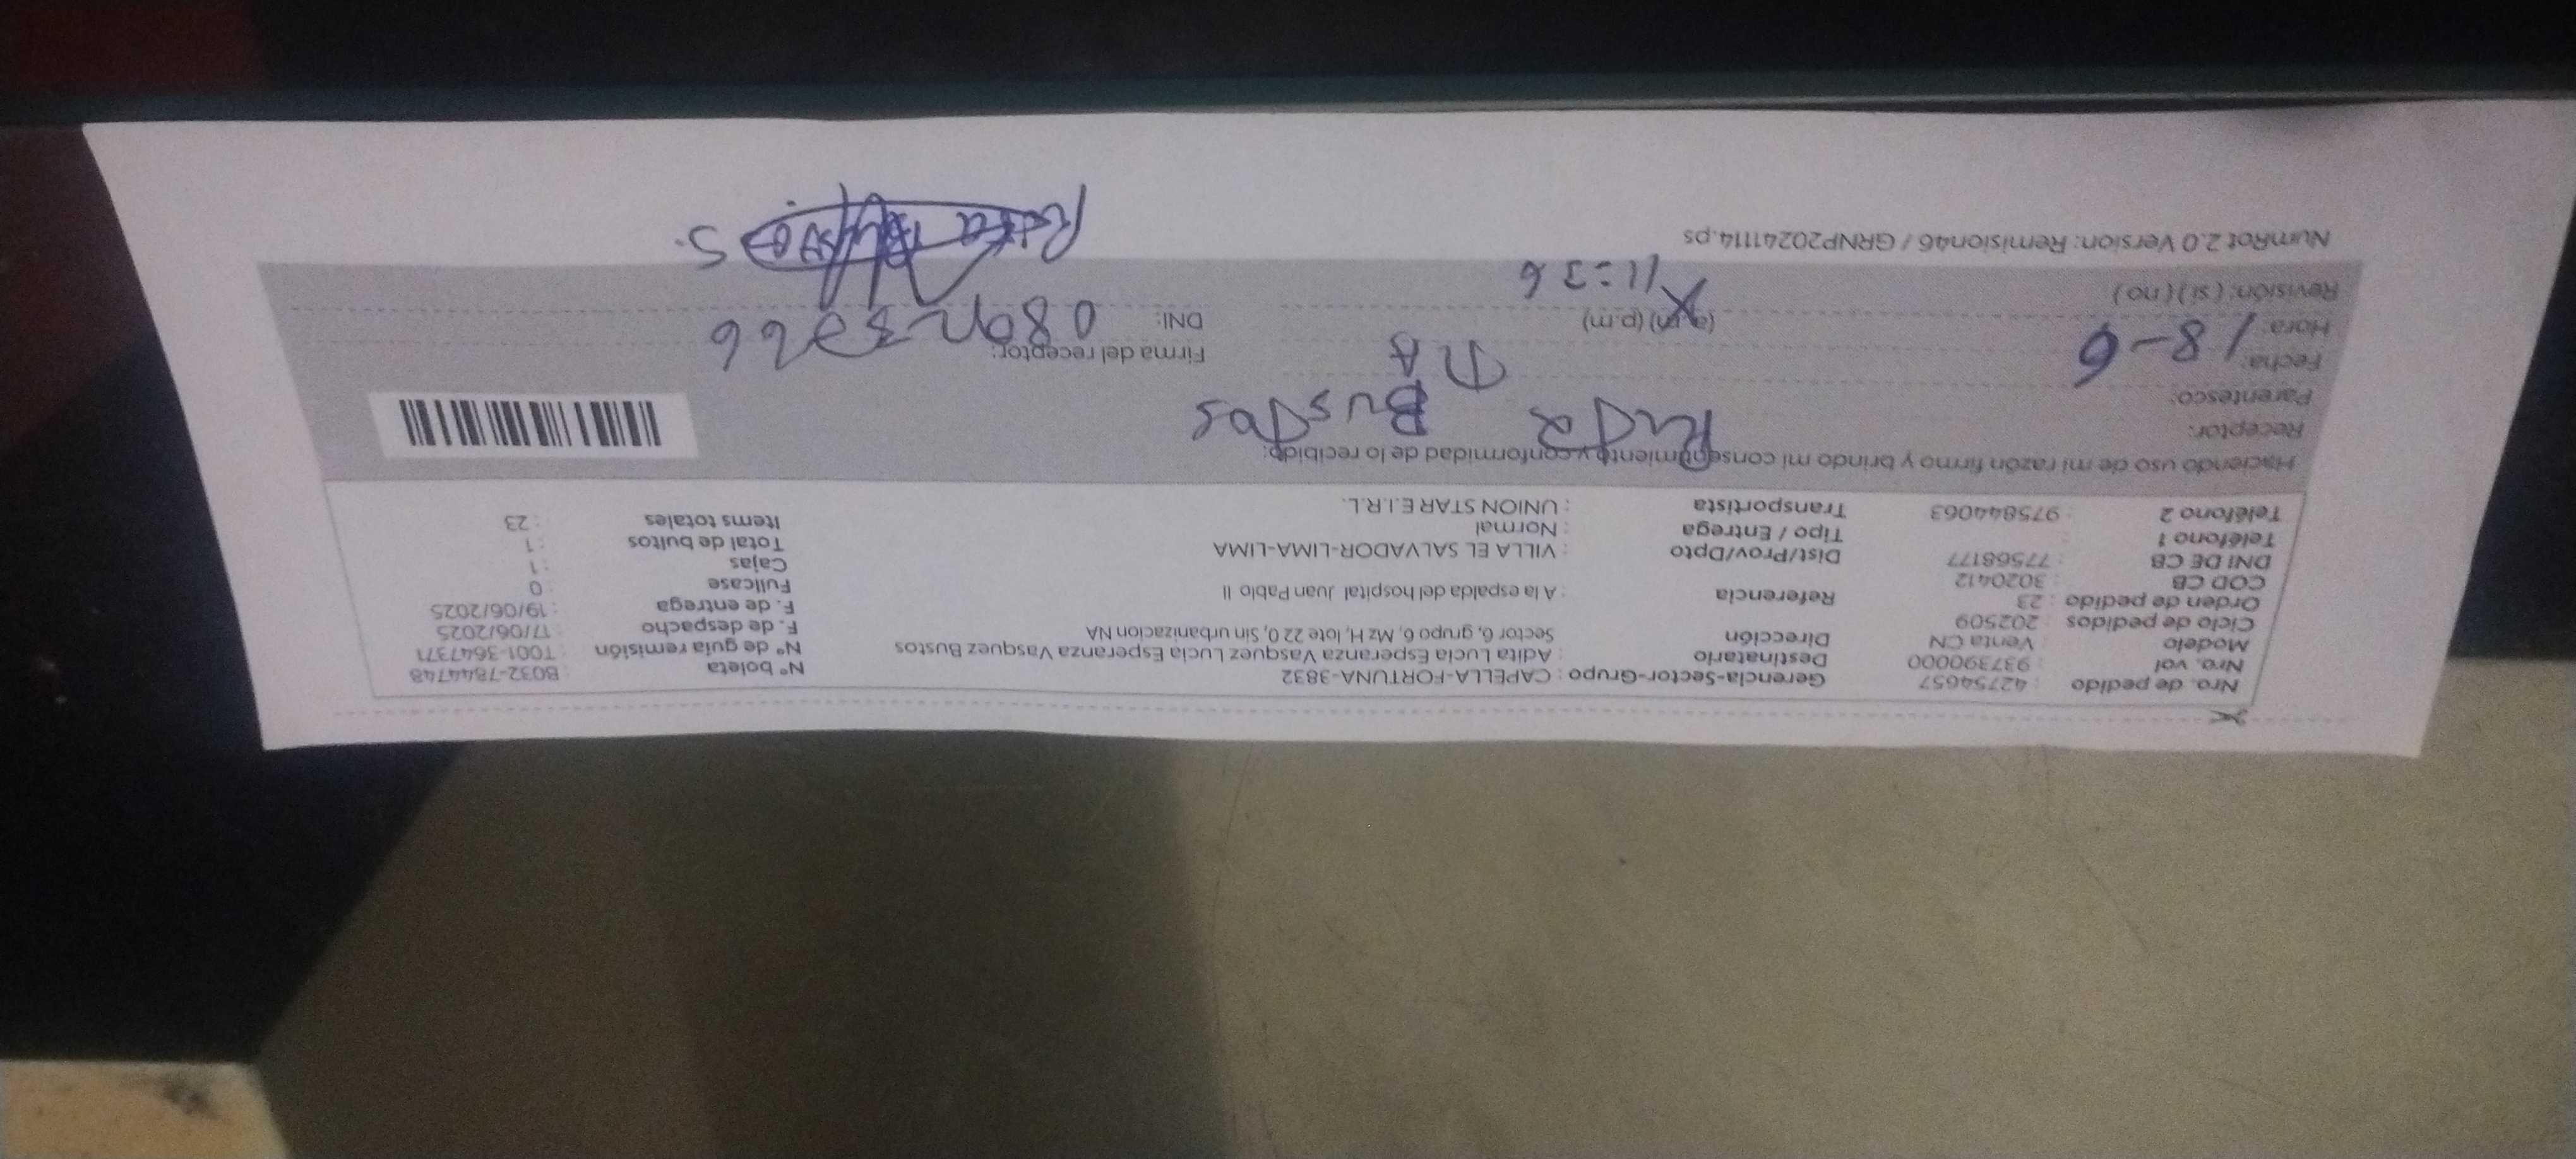 Nro. de pedido : 42754657 Gerencia-Sector-Grupo : CAPELLA-FORTUNA-3832 N° boleta : B032-7844748
Nro. vol : 937390000 Destinatario : Adita Lucia Esperanza Vasquez Lucia Esperanza Vasquez Bustos N° de guia remisión : T001-3647371
Modelo : Venta CN Dirección Sector 6, grupo 6, Mz H, lote 22 0, Sin urbanizacion NA F. de despacho : 17/06/2025
Ciclo de pedidos : 202509 F. de entrega : 19/06/2025
Orden de pedido : 23 Referencia : A la espalda del hospital Juan Pablo II Fullcase : 0
COD CB : 3020412 Cajas : 1
DNI DE CB : 77568177 Dist/Prov/Dpto : VILLA EL SALVADOR-LIMA-LIMA Total de bultos : 1
Teléfono 1 : Tipo / Entrega : Normal Items totales : 23
Teléfono 2 : 975844063 Transportista : UNION STAR E.I.R.L.
Haciendo uso de mi razón firmo y brindo mi consentimiento y conformidad de lo recibido:
Receptor: Rita Bustos
Parentesco:
Fecha: 18-6 Firma del receptor:
Hora: (a.m) (p.m) 11=36 DNI:
Revisión: ( si ) ( no )
NumRot 2.0 Version: Remision46 / GRNP20241114.ps